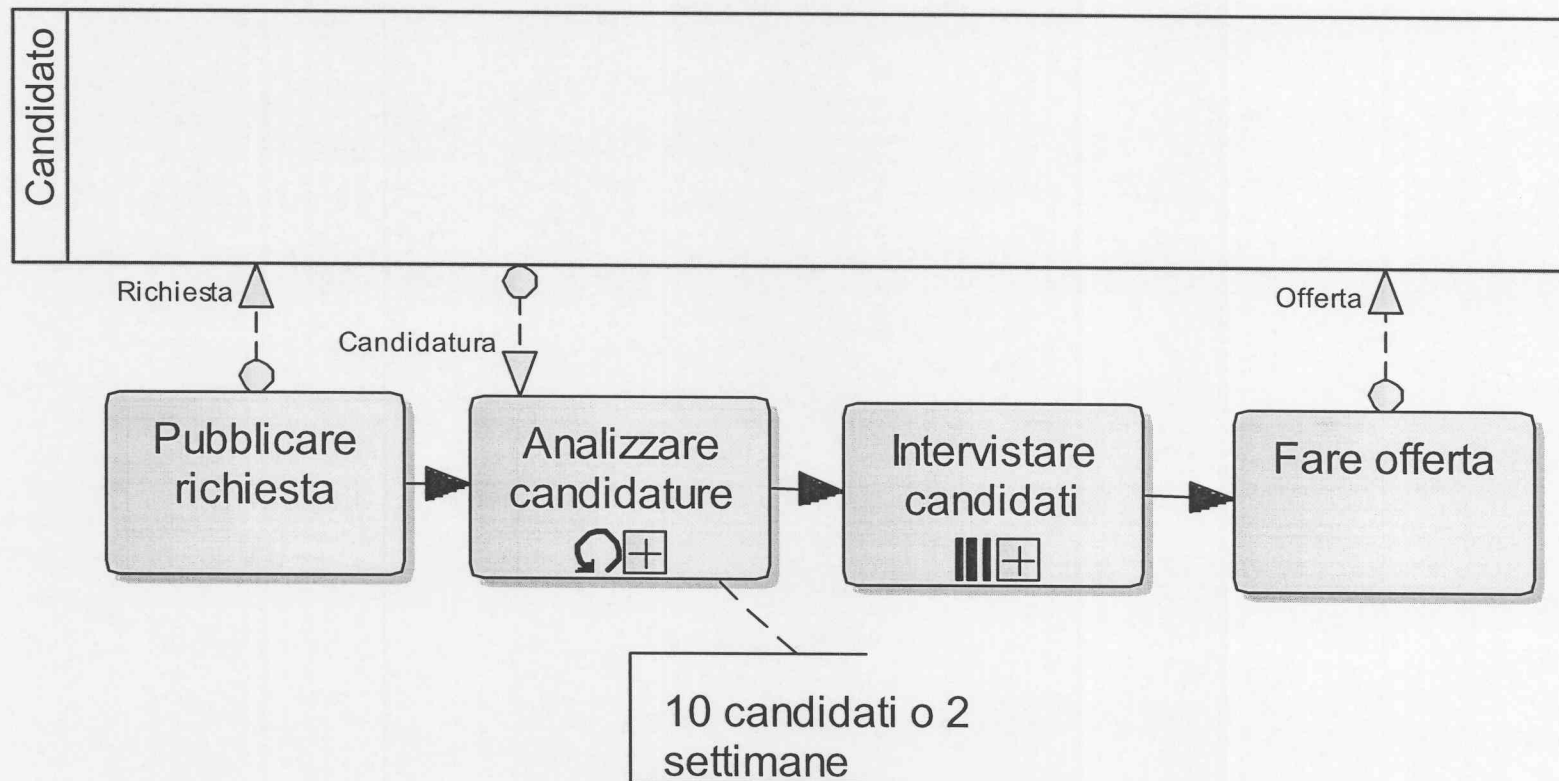 Candidato
Richiesta
Candidatura
Offerta
Pubblicare
richiesta
Analizzare
candidature
Intervistare
candidati
Fare offerta
10 candidati o 2
settimane